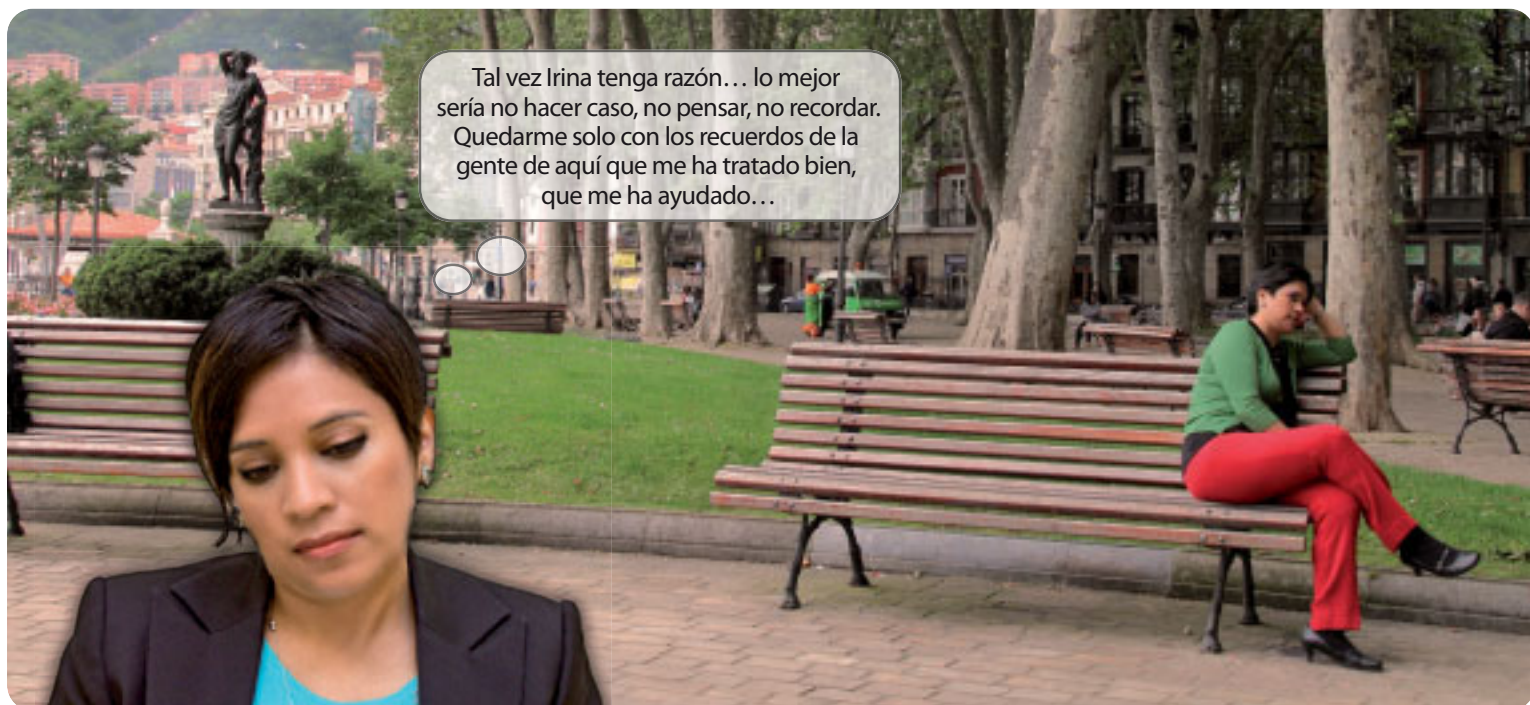 Tal vez Irina tenga razón… lo mejor
sería no hacer caso, no pensar, no recordar.
Quedarme solo con los recuerdos de la
gente de aquí que me ha tratado bien,
que me ha ayudado…